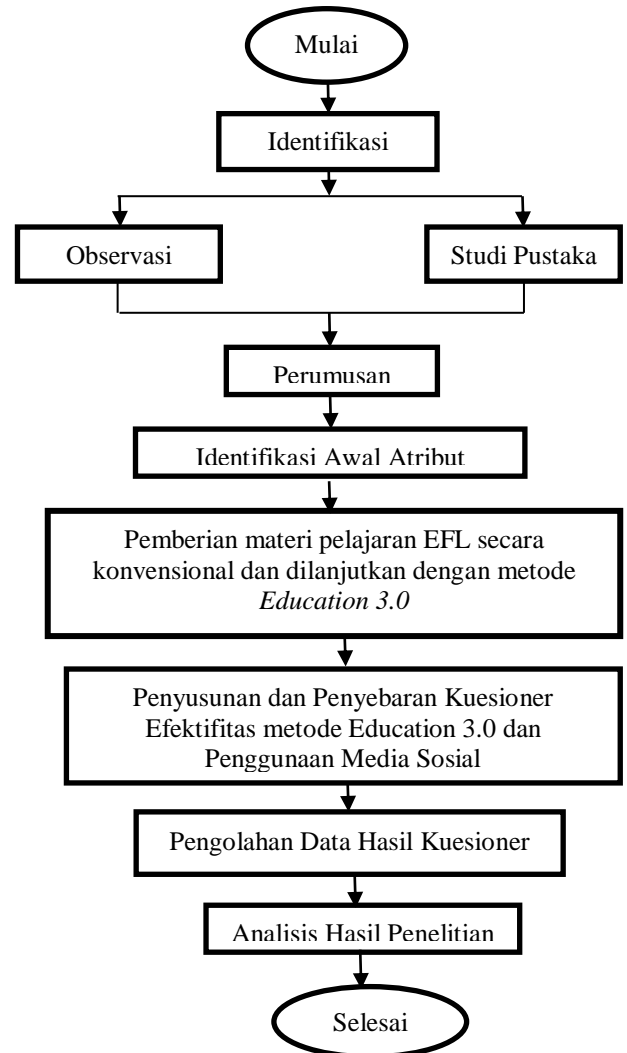 Mulai
Identifikasi
Observasi
Studi Pustaka
Perumusan
Identifikasi Awal Atribut
Pemberian materi pelajaran EFL secara
konvensional dan dilanjutkan dengan metode
Education 3.0
Penyusunan dan Penyebaran Kuesioner
Efektifitas metode Education 3.0 dan
Penggunaan Media Sosial
Pengolahan Data Hasil Kuesioner
Analisis Hasil Penelitian
Selesai